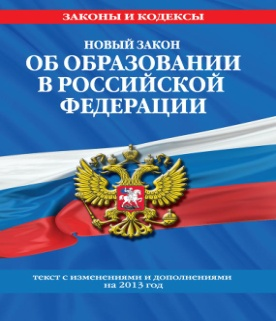 ЗАКОНЫ И КОДЕКСЫ
НОВЫЙ ЗАКОН
ОБ ОБРАЗОВАНИИ
В РОССИЙСКОЙ
ФЕДЕРАЦИИ
ТЕКСТ С ИЗМЕНЕНИЯМИ И ДОПОЛНЕНИЯМИ
НА 2013 ГОД